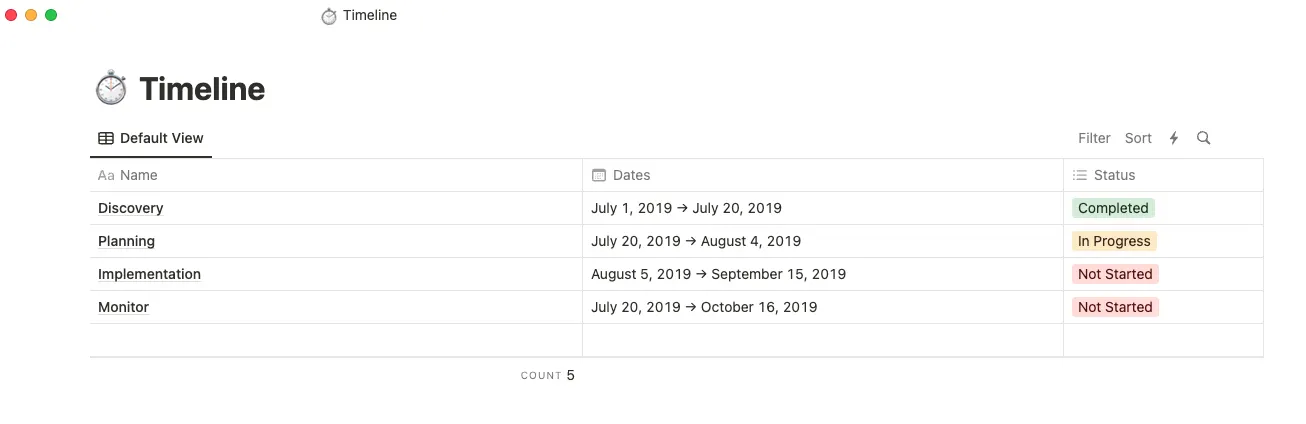 Timeline
Timeline
Default View
Filter Sort
Aa Name Dates Status
Discovery July 1, 2019 → July 20, 2019 Completed
Planning July 20, 2019 → August 4, 2019 In Progress
Implementation August 5, 2019 → September 15, 2019 Not Started
Monitor July 20, 2019 → October 16, 2019 Not Started
COUNT 5